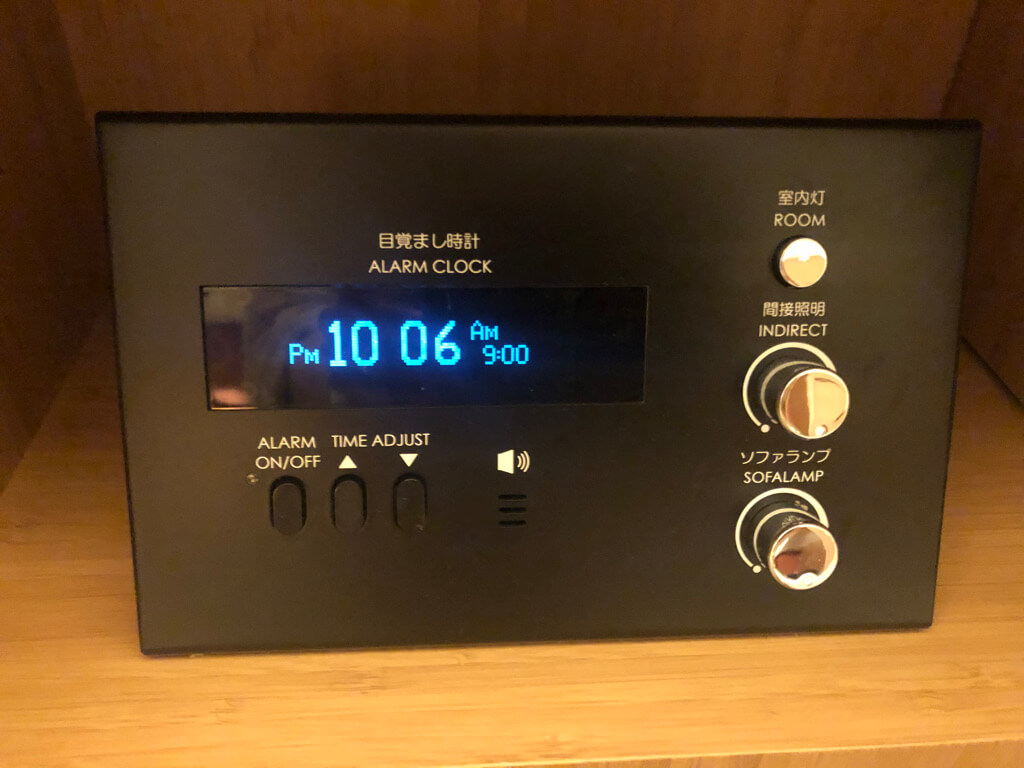 室内灯
ROOM
目覚まし時計
ALARM CLOCK
間接照明
INDIRECT
PM 10 06 AM
9:00
ALARM TIME ADJUST
ON/OFF ▲ ▼
ソファランプ
SOFALAMP